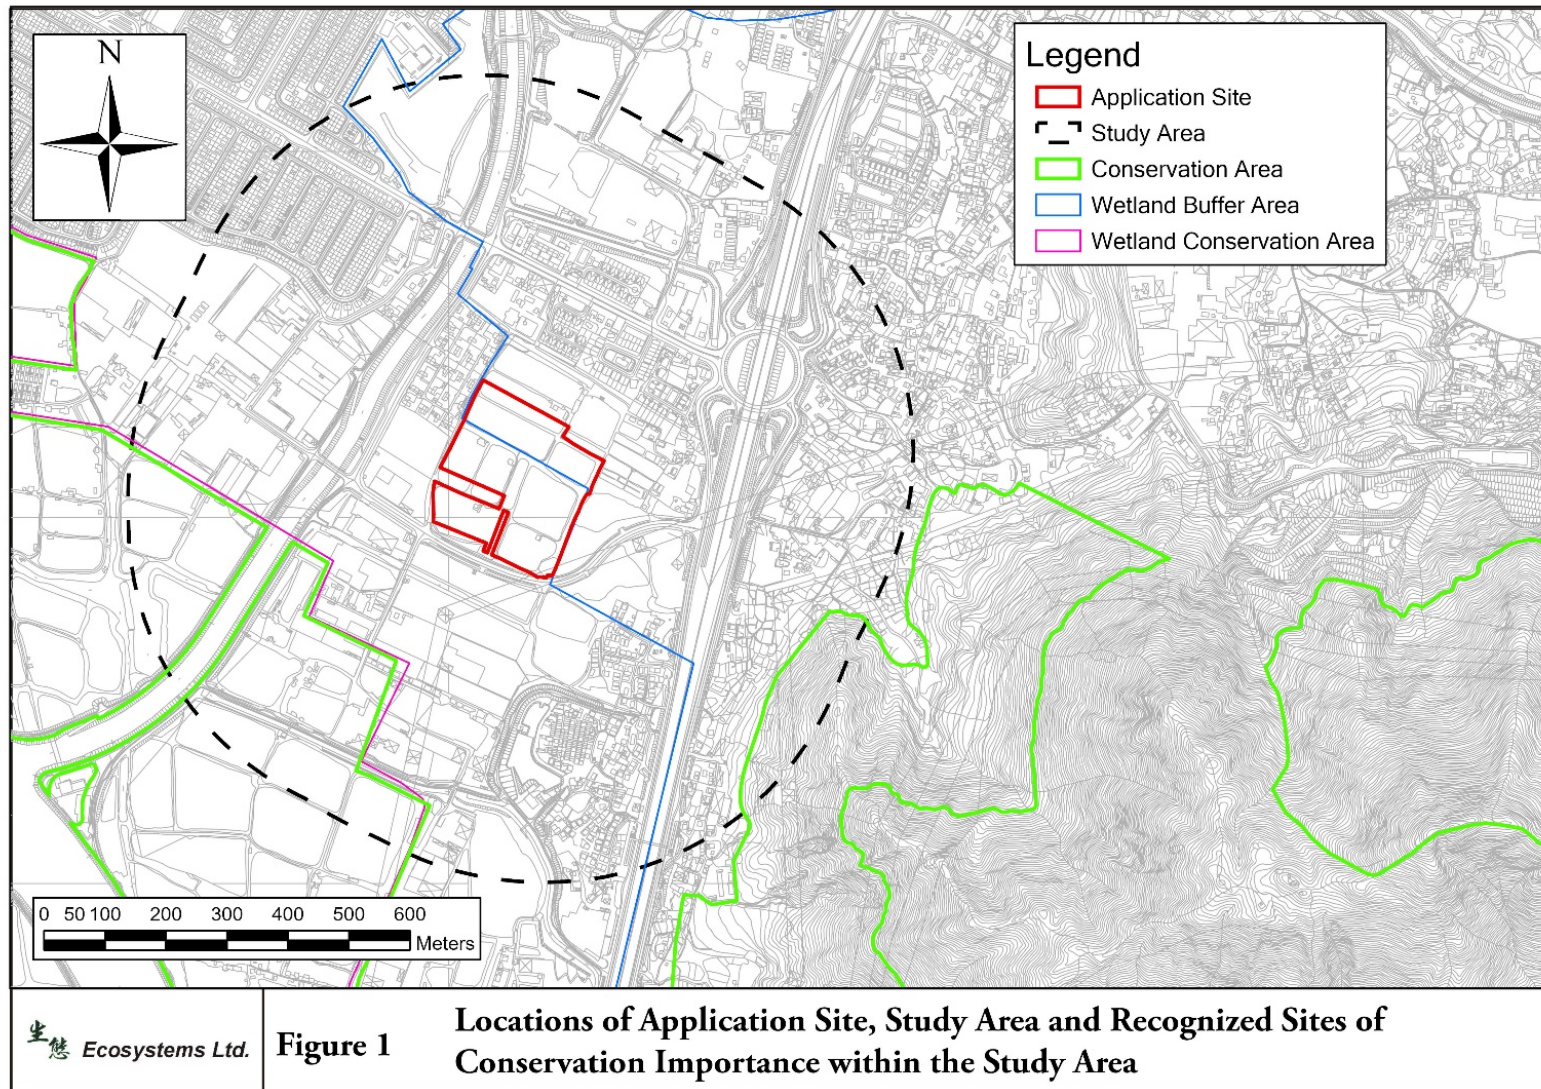 N
Legend
Application Site
Study Area
Conservation Area
Wetland Buffer Area
Wetland Conservation Area
0 50 100 200 300 400 500 600
Meters
生態 Ecosystems Ltd.
Figure 1
Locations of Application Site, Study Area and Recognized Sites of
Conservation Importance within the Study Area